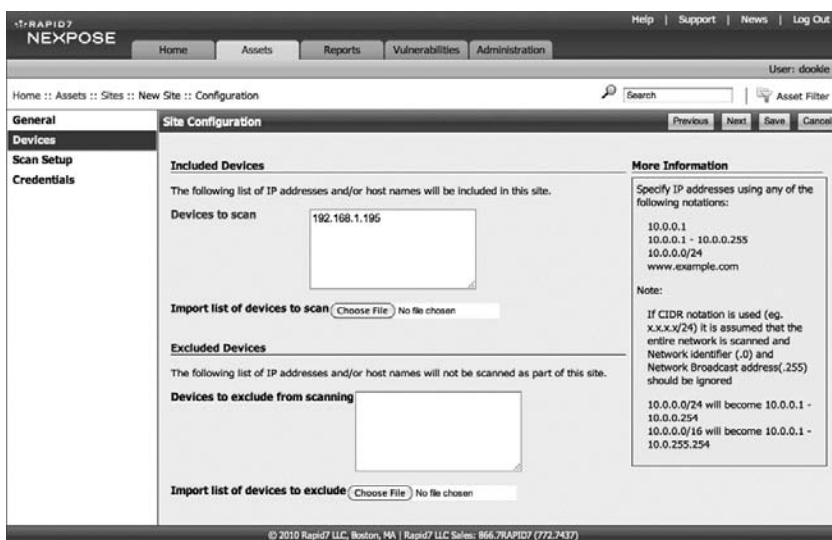 RAPID7
NEXPOSE
Help | Support | News | Log Out
Home Assets Reports Vulnerabilities Administration
User: dookie
Home :: Assets :: Sites :: New Site :: Configuration
Search | Asset Filter
General
Devices
Scan Setup
Credentials
Site Configuration
Previous Next Save Cancel
Included Devices
The following list of IP addresses and/or host names will be included in this site.
Devices to scan
192.168.1.195
Import list of devices to scan Choose File No file chosen
Excluded Devices
The following list of IP addresses and/or host names will not be scanned as part of this site.
Devices to exclude from scanning
Import list of devices to exclude Choose File No file chosen
More Information
Specify IP addresses using any of the
following notations:
10.0.0.1
10.0.0.1 - 10.0.0.255
10.0.0.0/24
www.example.com
Note:
If CIDR notation is used (eg.
x.x.x.x/24) it is assumed that the
entire network is scanned and
Network identifier (.0) and
Network Broadcast address(.255)
should be ignored
10.0.0.0/24 will become 10.0.0.1 -
10.0.0.254
10.0.0.0/16 will become 10.0.0.1 -
10.0.255.254
© 2010 Rapid7 LLC, Boston, MA | Rapid7 LLC Sales: 866.7RAPID7 (772.7437)